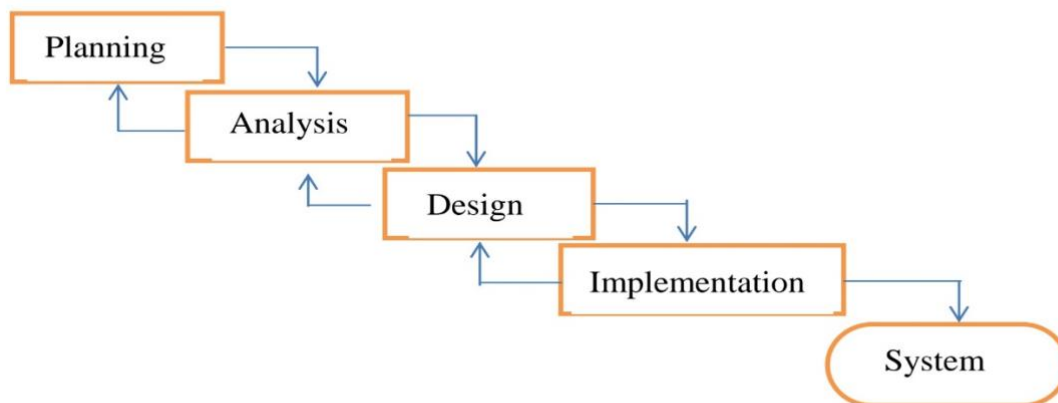 Planning
Analysis
Design
Implementation
System